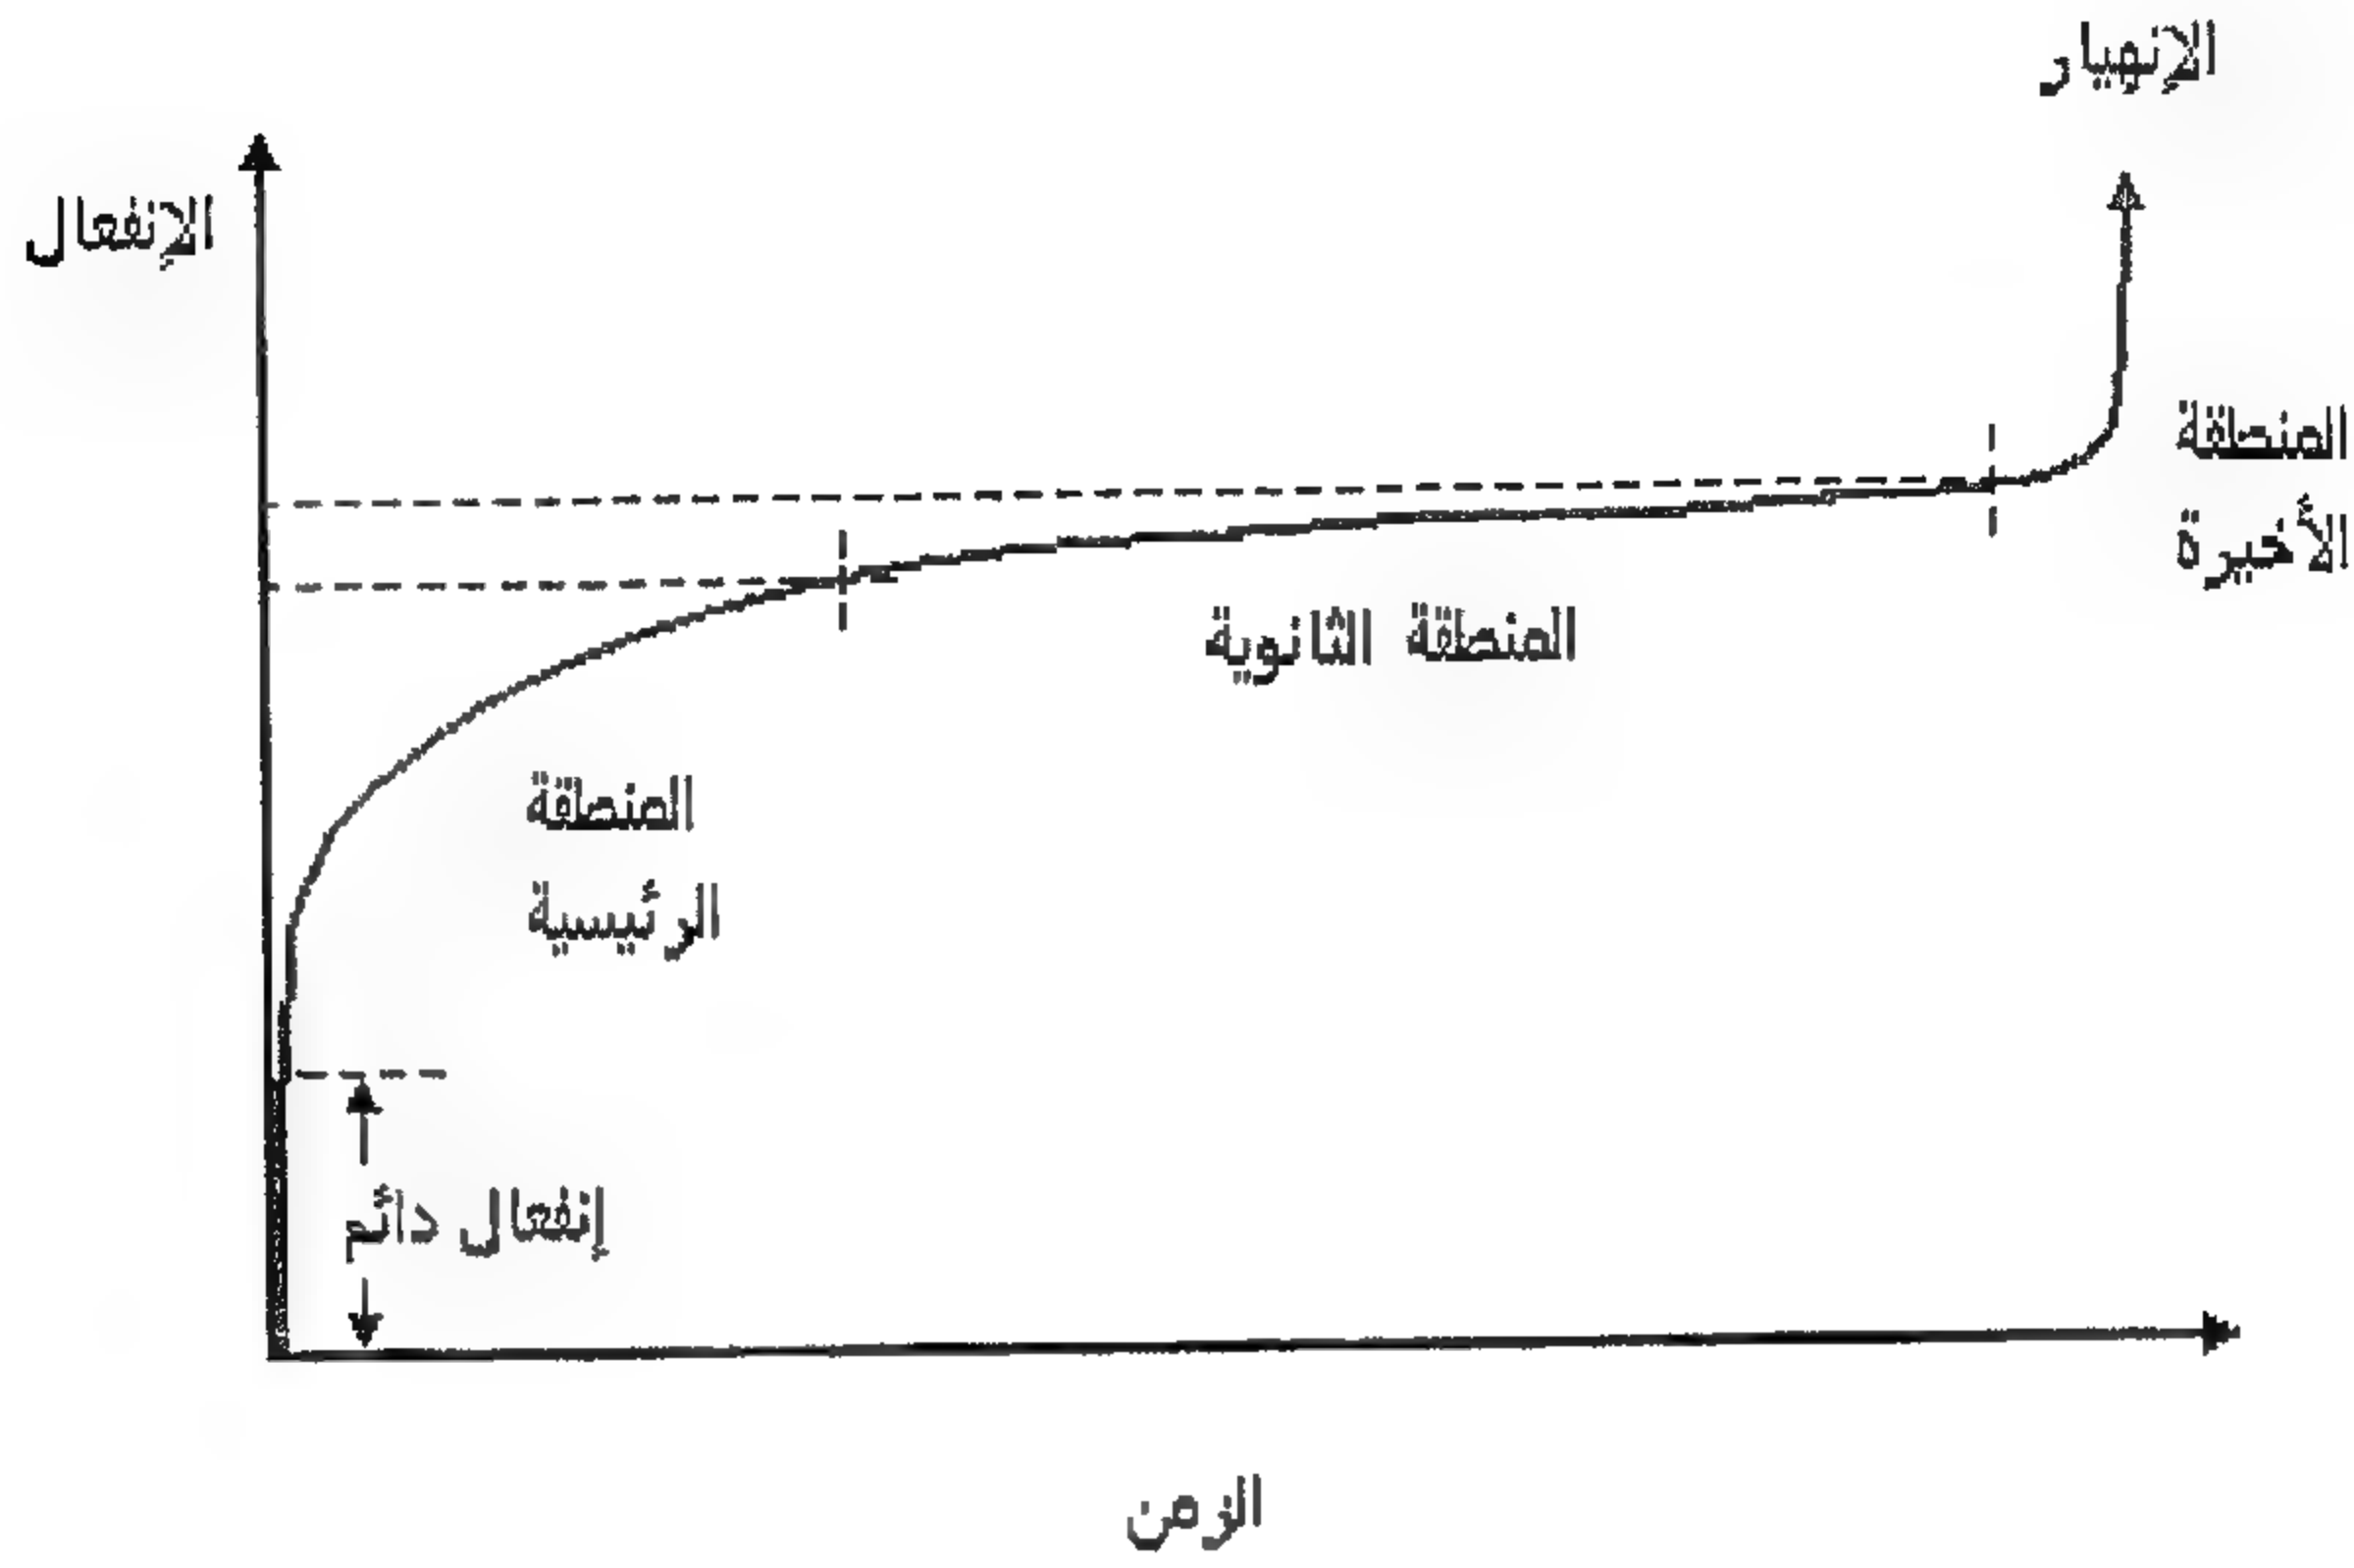 الإنهيار
الإنفعال
المنطقة
الأخيرة
المنطقة الثانوية
المنطقة
الرئيسية
إنفعال دائم
الزمن